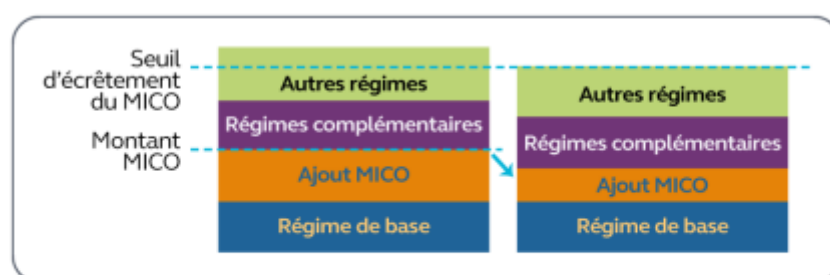 Seuil
d'écrêtement
du MICO
Montant
MICO
Autres régimes
Régimes complémentaires
Ajout MICO
Régime de base
Autres régimes
Régimes complémentaires
Ajout MICO
Régime de base